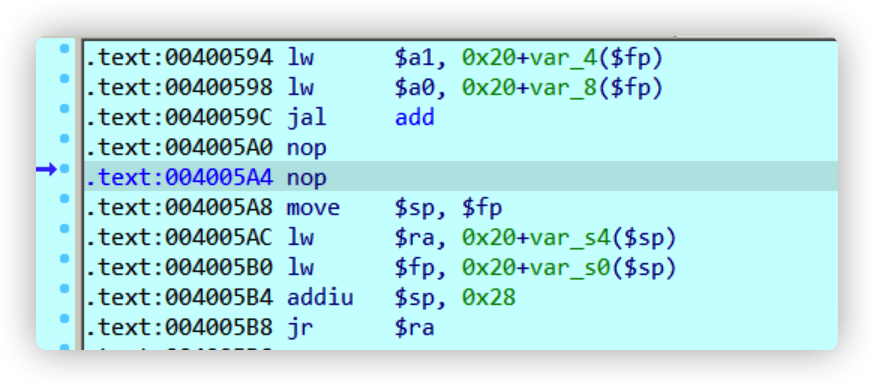 .text:00400594 lw $a1, 0x20+var_4($fp)
.text:00400598 lw $a0, 0x20+var_8($fp)
.text:0040059C jal add
.text:004005A0 nop
.text:004005A4 nop
.text:004005A8 move $sp, $fp
.text:004005AC lw $ra, 0x20+var_s4($sp)
.text:004005B0 lw $fp, 0x20+var_s0($sp)
.text:004005B4 addiu $sp, 0x28
.text:004005B8 jr $ra